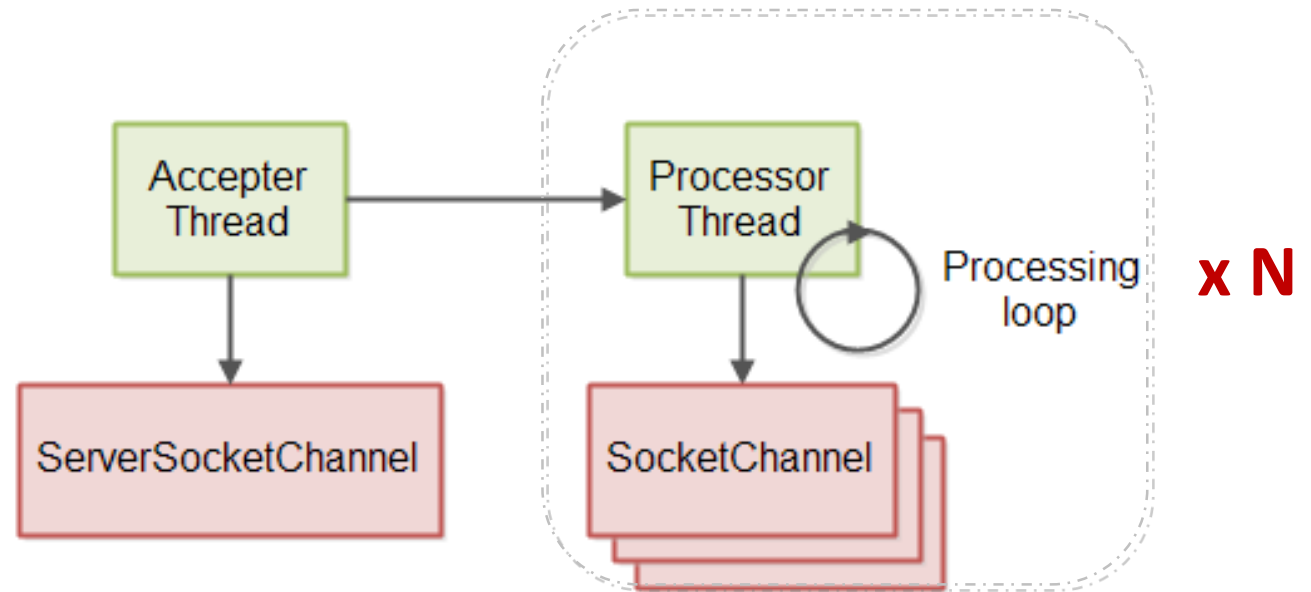 Accepter
Thread
Processor
Thread
Processing
loop
x N
ServerSocketChannel
SocketChannel